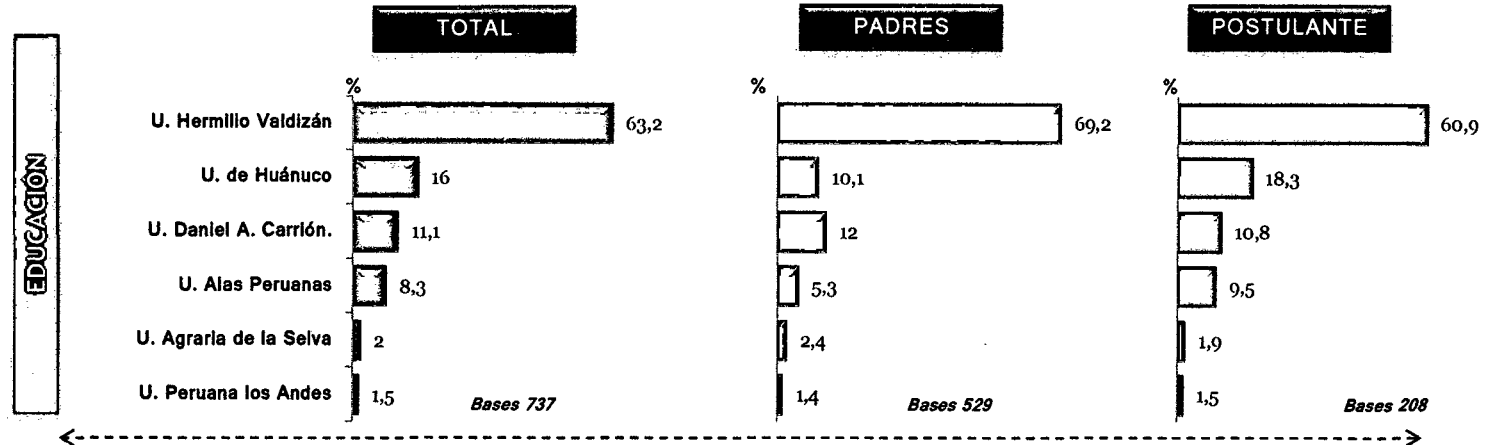 TOTAL PADRES POSTULANTE
EDUCACIÓN
% % %
U. Hermilio Valdizán 63,2 69,2 60,9
U. de Huánuco 16 10,1 18,3
U. Daniel A. Carrión. 11,1 12 10,8
U. Alas Peruanas 8,3 5,3 9,5
U. Agraria de la Selva 2 2,4 1,9
U. Peruana los Andes 1,5 1,4 1,5
Bases 737 Bases 529 Bases 208